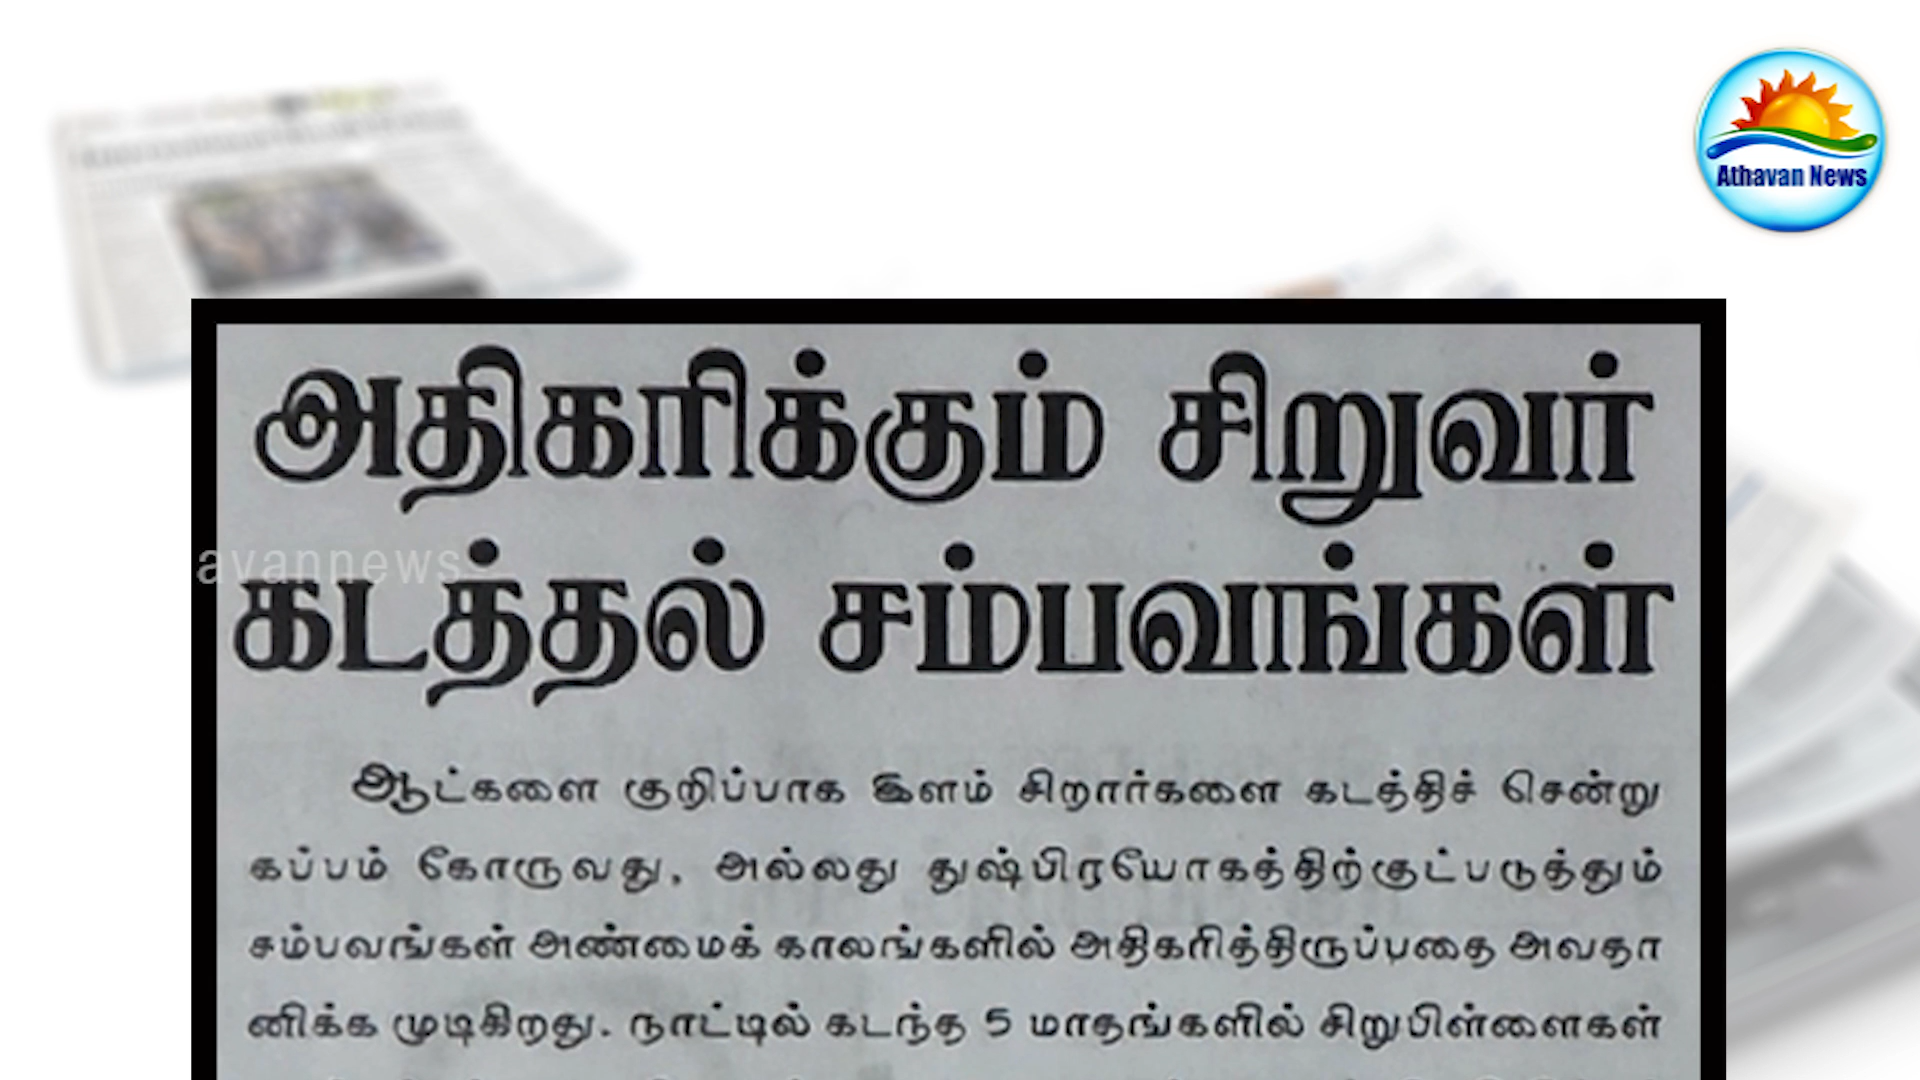 Athavan News
அதிகரிக்கும் சிறுவர்
கடத்தல் சம்பவங்கள்
avannews
ஆட்களை குறிப்பாக இளம் சிறார்களை கடத்திச் சென்று
கப்பம் கோருவது, அல்லது துஷ்பிரயோகத்திற்குட்படுத்தும்
சம்பவங்கள் அண்மைக் காலங்களில் அதிகரித்திருப்பதை அவதா
னிக்க முடிகிறது. நாட்டில் கடந்த 5 மாதங்களில் சிறுபிள்ளைகள்